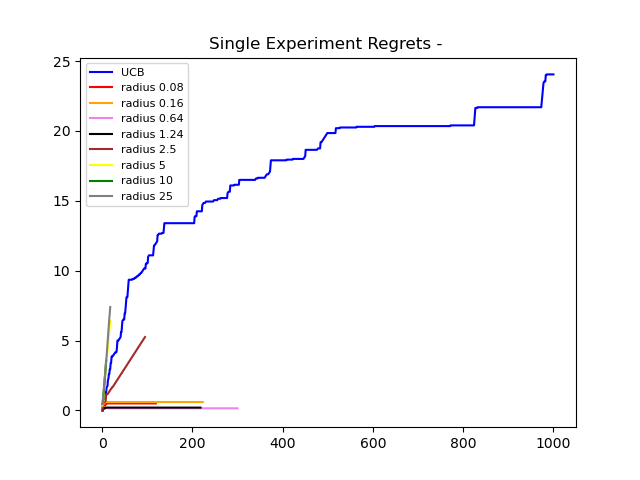 Single Experiment Regrets -
25
20
15
10
5
0
UCB
radius 0.08
radius 0.16
radius 0.64
radius 1.24
radius 2.5
radius 5
radius 10
radius 25
0 200 400 600 800 1000